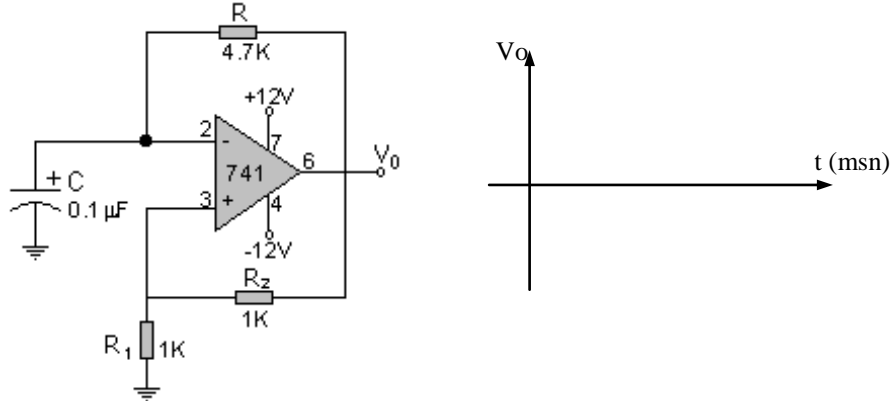 R
4.7K
+12V
2
-
7
741
6
V₀
+
C
0.1 µF
3
+
4
-12V
R₂
1K
R₁
1K
Vo
t (msn)